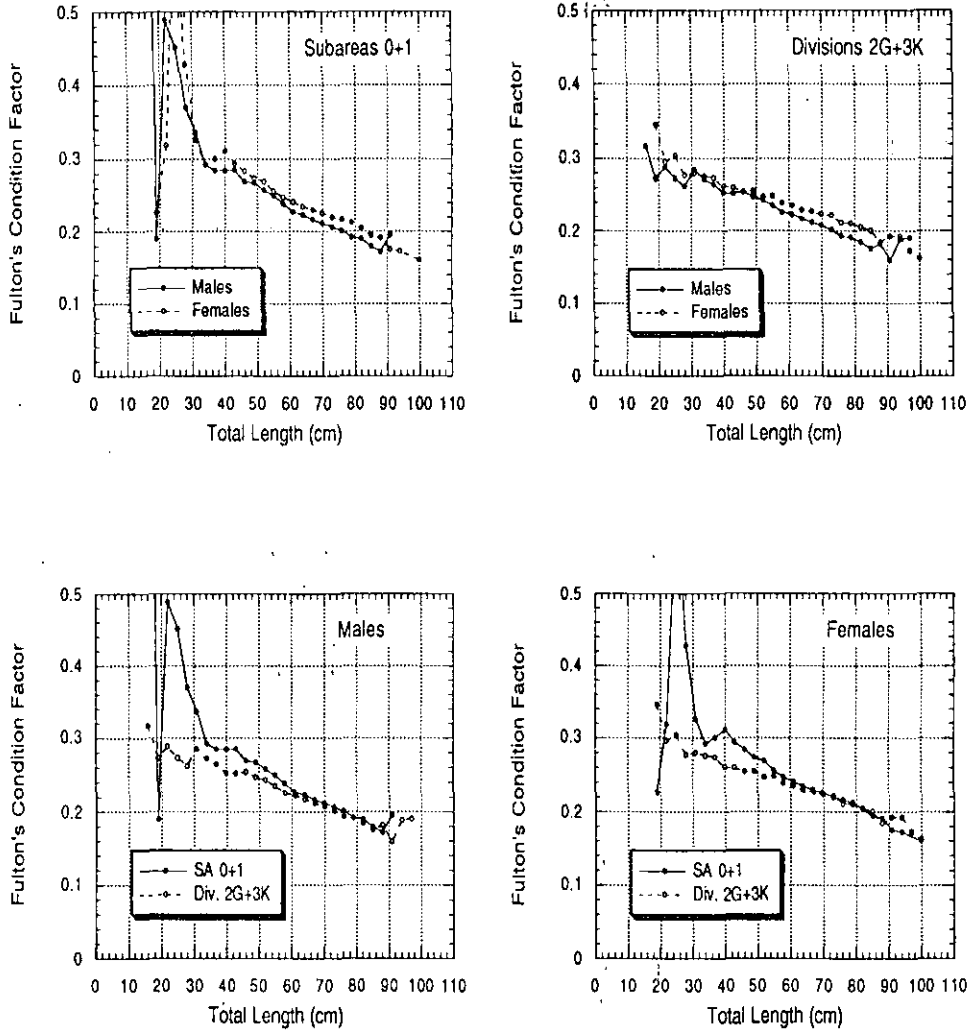 Subareas 0+1
Fulton's Condition Factor
0.5
0.4
0.3
0.2
0.1
0
Males
Females
0 10 20 30 40 50 60 70 80 90 100 110
Total Length (cm)
Divisions 2G+3K
Fulton's Condition Factor
0.5
0.4
0.3
0.2
0.1
0
Males
Females
0 10 20 30 40 50 60 70 80 90 100 110
Total Length (cm)
Males
Fulton's Condition Factor
0.5
0.4
0.3
0.2
0.1
0
SA 0+1
Div. 2G+3K
0 10 20 30 40 50 60 70 80 90 100 110
Total Length (cm)
Females
Fulton's Condition Factor
0.5
0.4
0.3
0.2
0.1
0
SA 0+1
Div. 2G+3K
0 10 20 30 40 50 60 70 80 90 100 110
Total Length (cm)